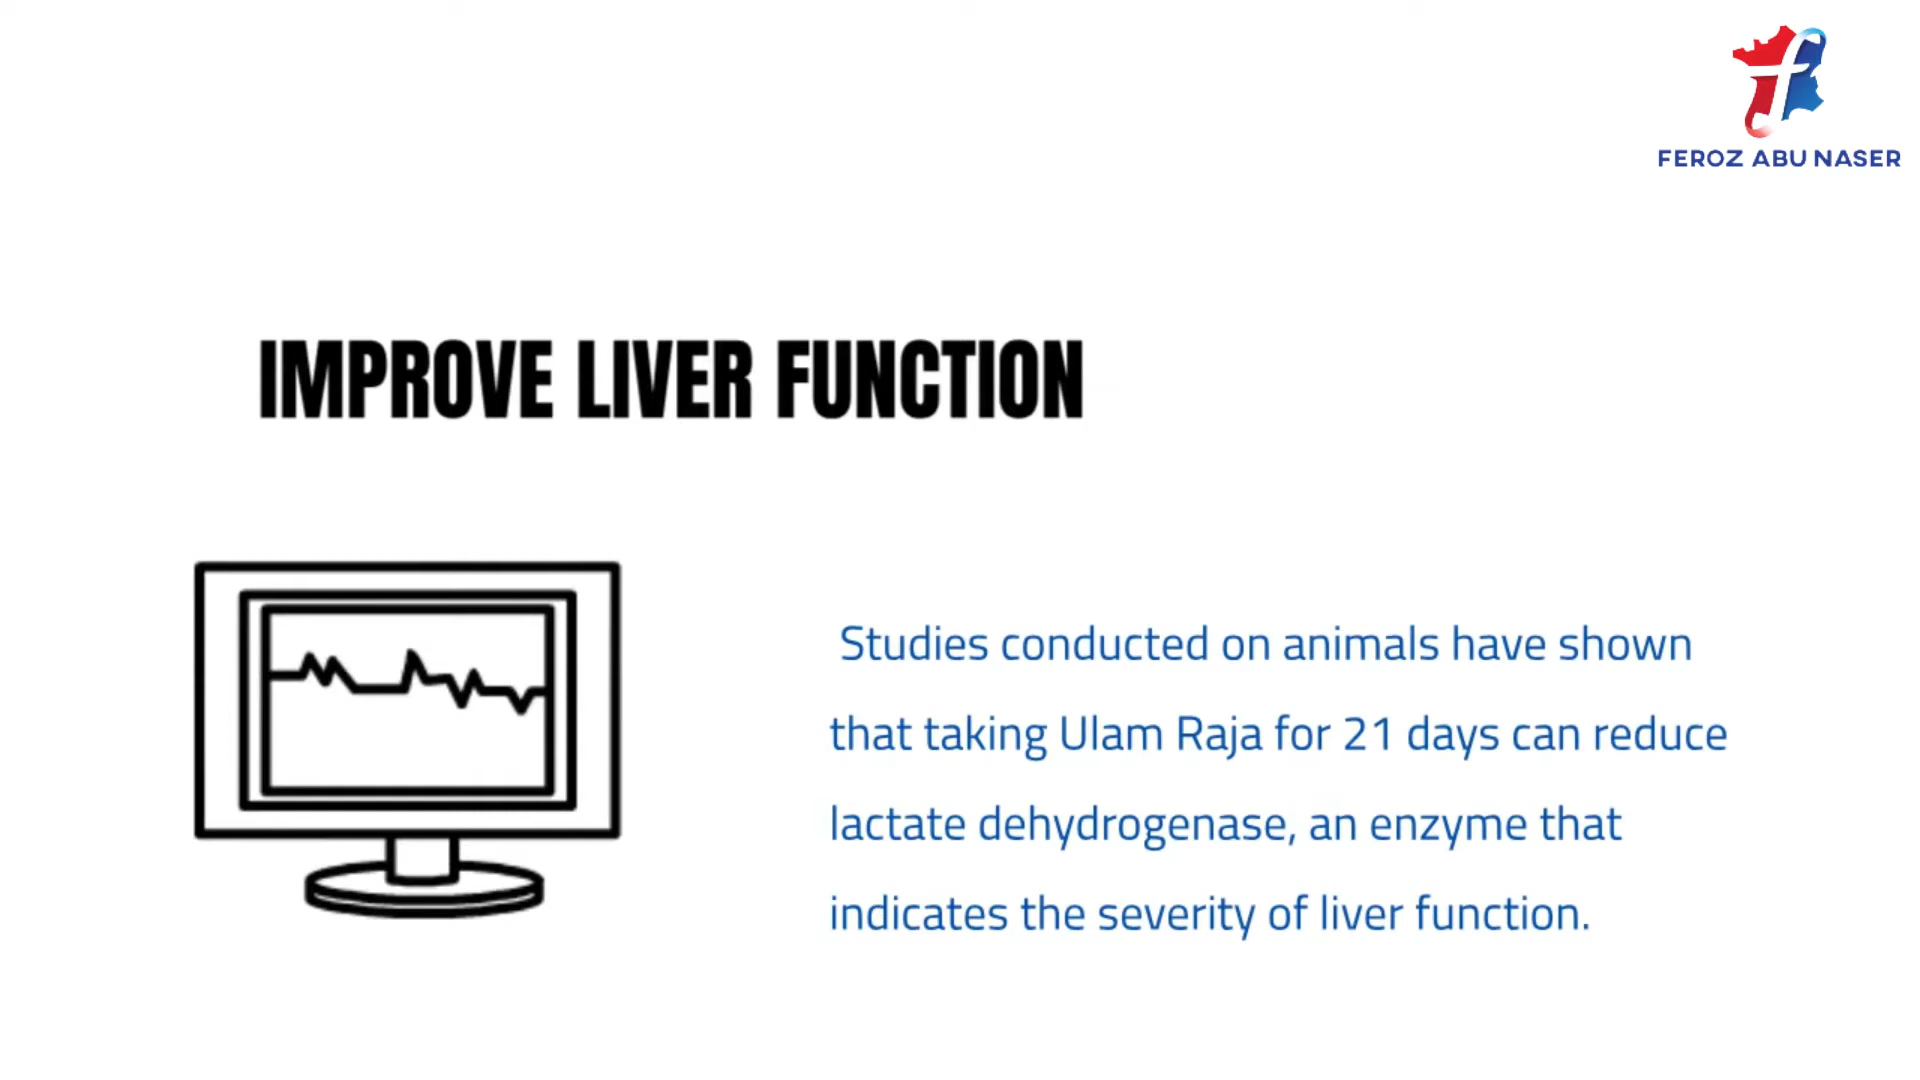 FEROZ ABU NASER
IMPROVE LIVER FUNCTION
Studies conducted on animals have shown
that taking Ulam Raja for 21 days can reduce
lactate dehydrogenase, an enzyme that
indicates the severity of liver function.